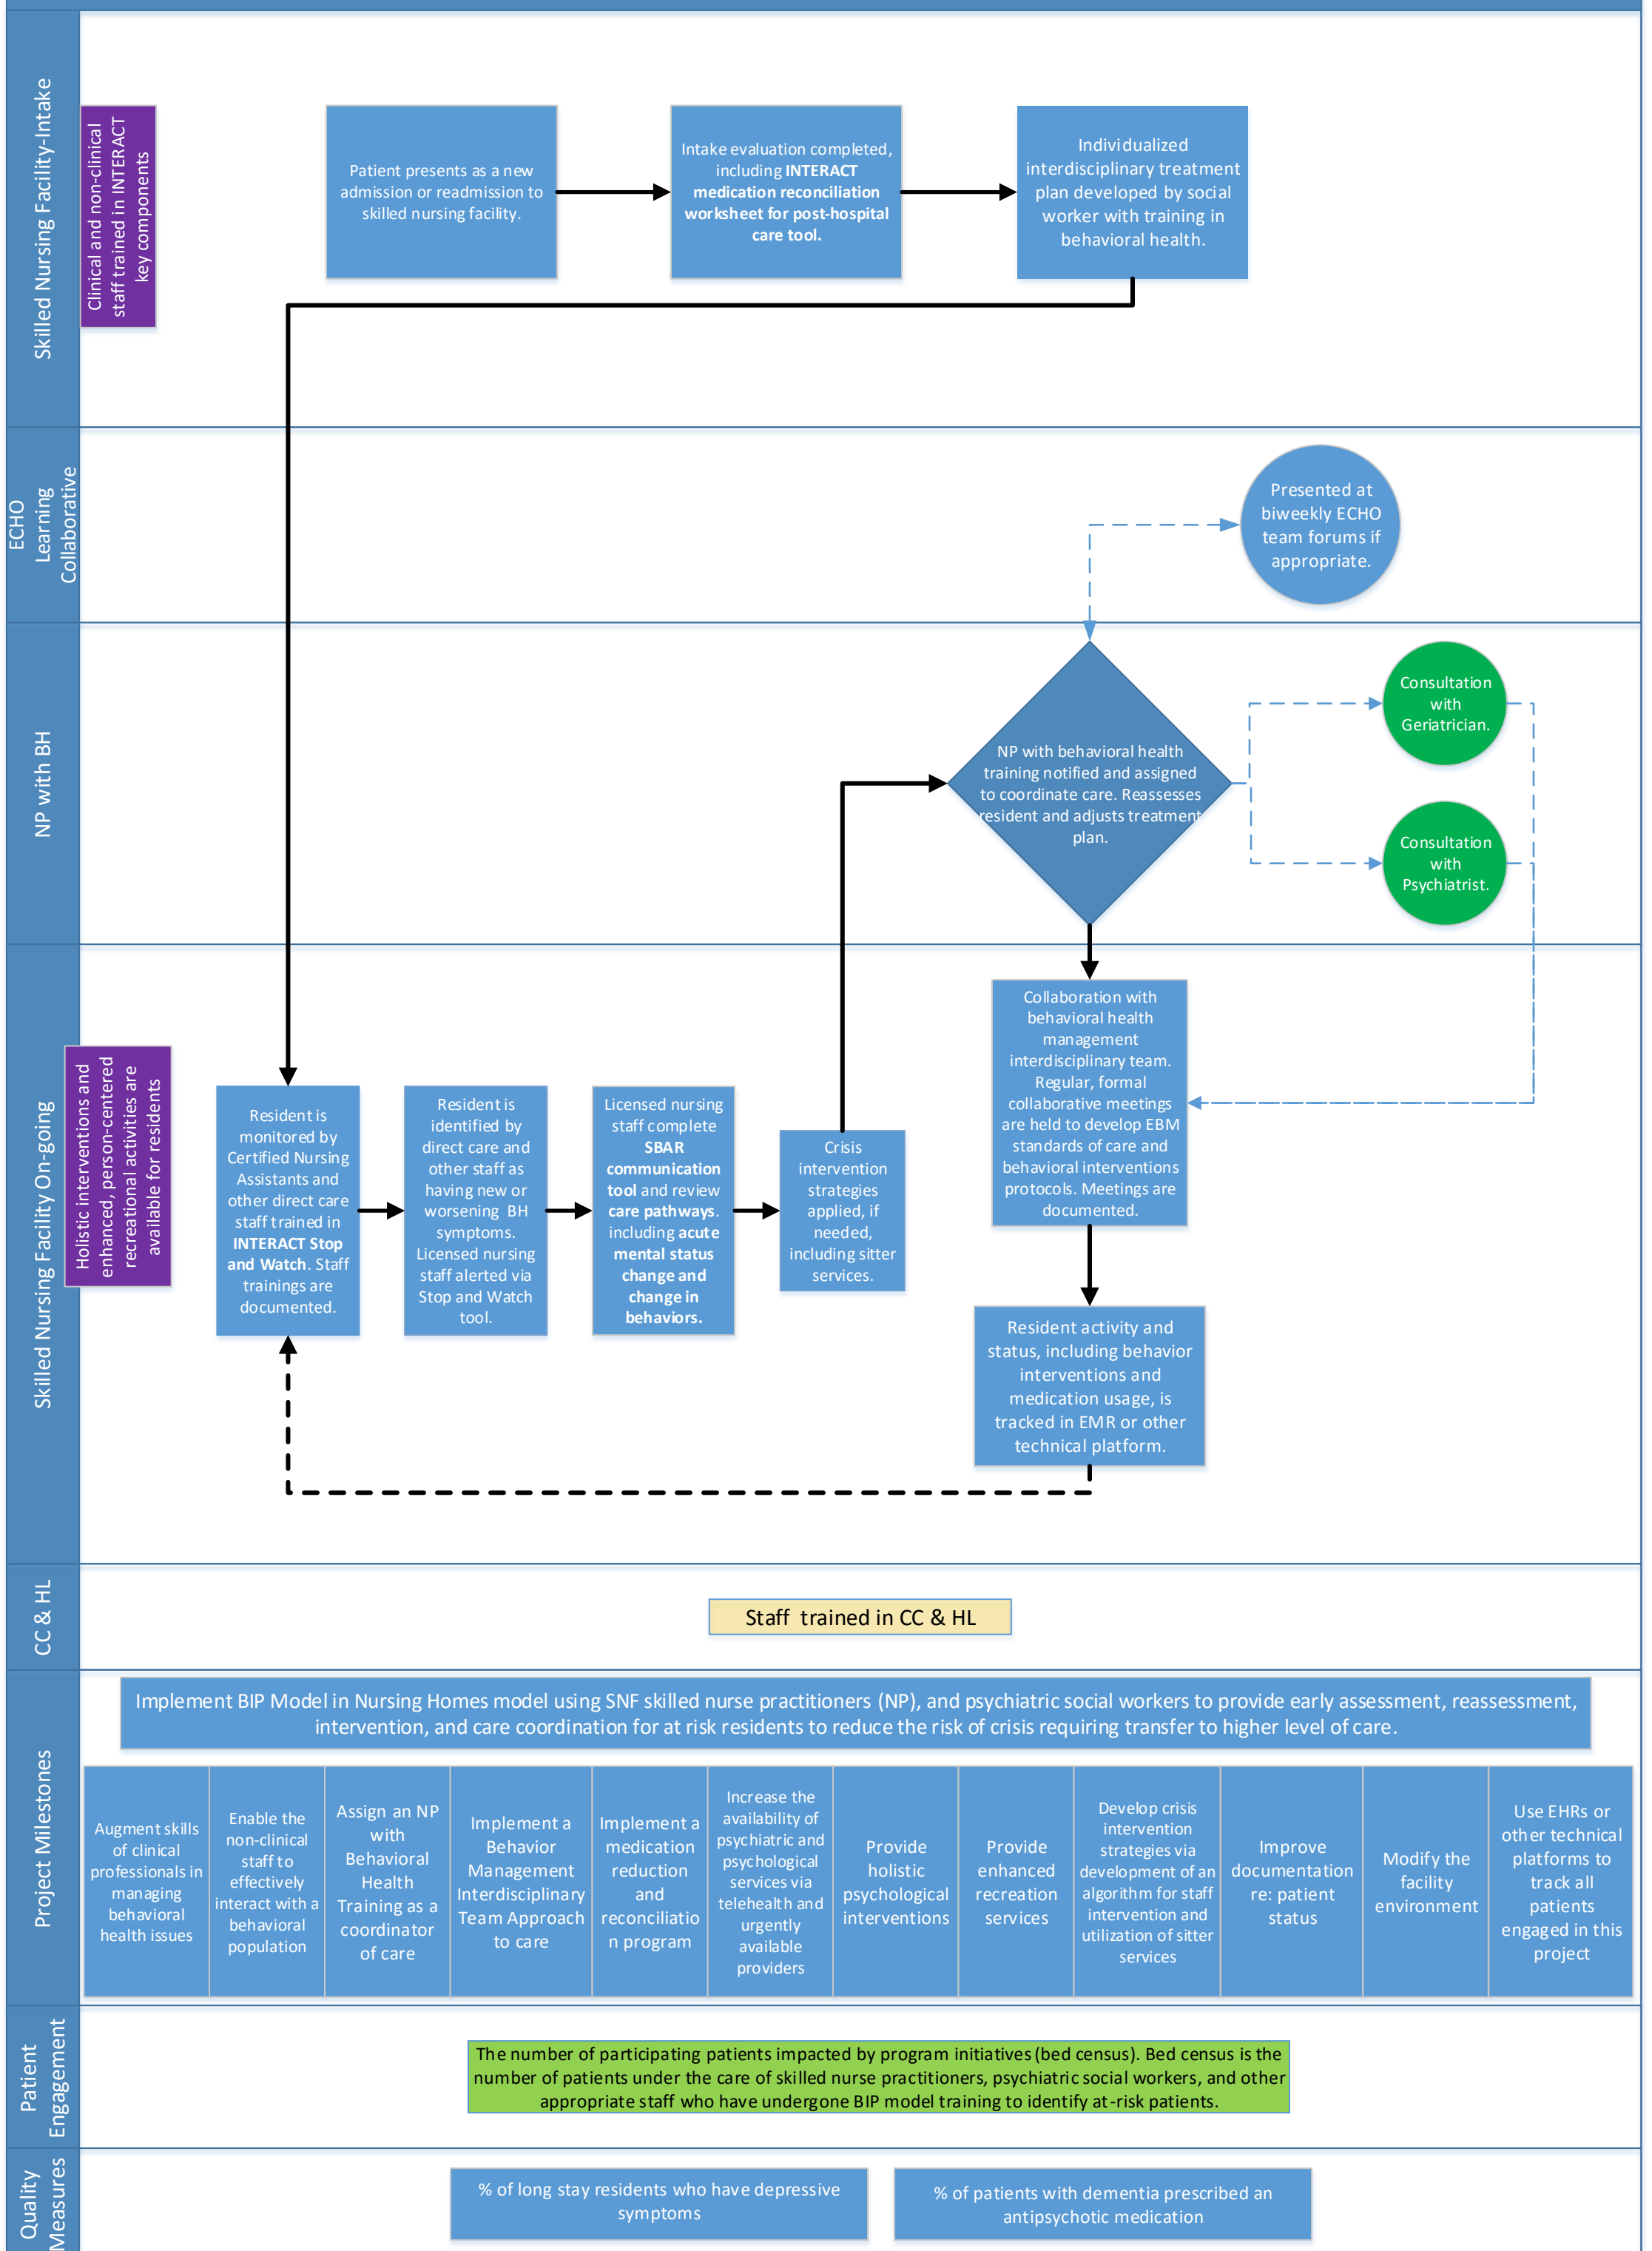 Skilled Nursing Facility-Intake
Clinical and non-clinical
staff trained in INTERACT
key components
Patient presents as a new
admission or readmission to
skilled nursing facility.
Intake evaluation completed,
including INTERACT
medication reconciliation
worksheet for post-hospital
care tool.
Individualized
interdisciplinary treatment
plan developed by social
worker with training in
behavioral health.
ECHO
Learning
Collaborative
Presented at
biweekly ECHO
team forums if
appropriate.
NP with BH
NP with behavioral health
training notified and assigned
to coordinate care. Reassesses
resident and adjusts treatment
plan.
Consultation
with
Geriatrician.
Consultation
with
Psychiatrist.
Skilled Nursing Facility On-going
Holistic interventions and
enhanced, person-centered
recreational activities are
available for residents
Resident is
monitored by
Certified Nursing
Assistants and
other direct care
staff trained in
INTERACT Stop
and Watch. Staff
trainings are
documented.
Resident is
identified by
direct care and
other staff as
having new or
worsening BH
symptoms.
Licensed nursing
staff alerted via
Stop and Watch
tool.
Licensed nursing
staff complete
SBAR
communication
tool and review
care pathways.
including acute
mental status
change and
change in
behaviors.
Crisis
intervention
strategies
applied, if
needed,
including sitter
services.
Collaboration with
behavioral health
management
interdisciplinary team.
Regular, formal
collaborative meetings
are held to develop EBM
standards of care and
behavioral interventions
protocols. Meetings are
documented.
Resident activity and
status, including behavior
interventions and
medication usage, is
tracked in EMR or other
technical platform.
CC & HL
Staff trained in CC & HL
Project Milestones
Implement BIP Model in Nursing Homes model using SNF skilled nurse practitioners (NP), and psychiatric social workers to provide early assessment, reassessment,
intervention, and care coordination for at risk residents to reduce the risk of crisis requiring transfer to higher level of care.
Augment skills
of clinical
professionals in
managing
behavioral
health issues
Enable the
non-clinical
staff to
effectively
interact with a
behavioral
population
Assign an NP
with
Behavioral
Health
Training as a
coordinator
of care
Implement a
Behavior
Management
Interdisciplinary
Team Approach
to care
Implement a
medication
reduction
and
reconciliatio
n program
Increase the
availability of
psychiatric and
psychological
services via
telehealth and
urgently
available
providers
Provide
holistic
psychological
interventions
Provide
enhanced
recreation
services
Develop crisis
intervention
strategies via
development of an
algorithm for staff
intervention and
utilization of sitter
services
Improve
documentation
re: patient
status
Modify the
facility
environment
Use EHRs or
other technical
platforms to
track all
patients
engaged in this
project
Patient
Engagement
The number of participating patients impacted by program initiatives (bed census). Bed census is the
number of patients under the care of skilled nurse practitioners, psychiatric social workers, and other
appropriate staff who have undergone BIP model training to identify at-risk patients.
Quality
Measures
% of long stay residents who have depressive
symptoms
% of patients with dementia prescribed an
antipsychotic medication